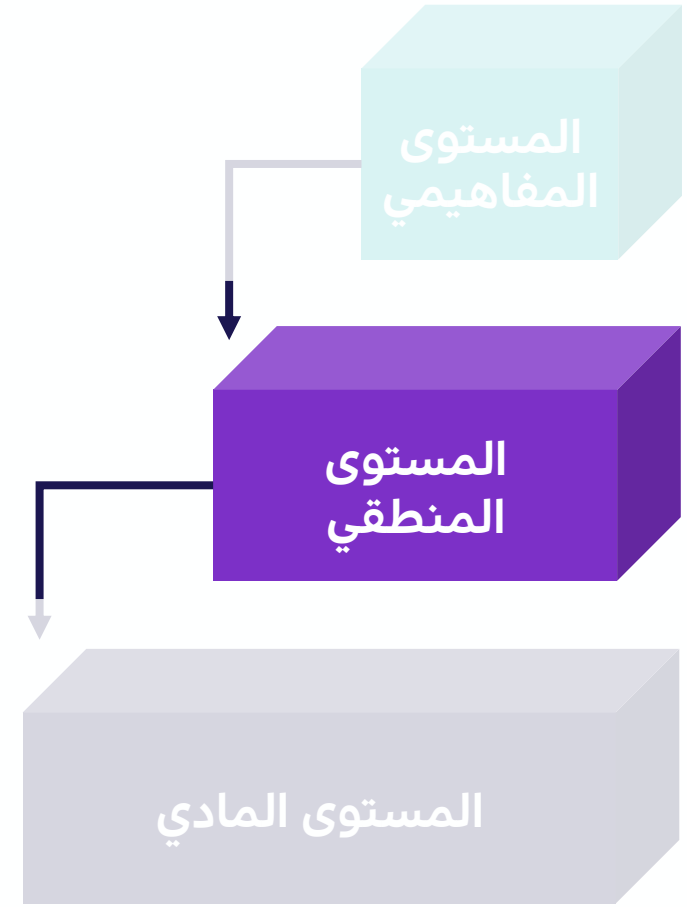 المستوى
المفاهيمي
المستوى
المنطقي
المستوى المادي